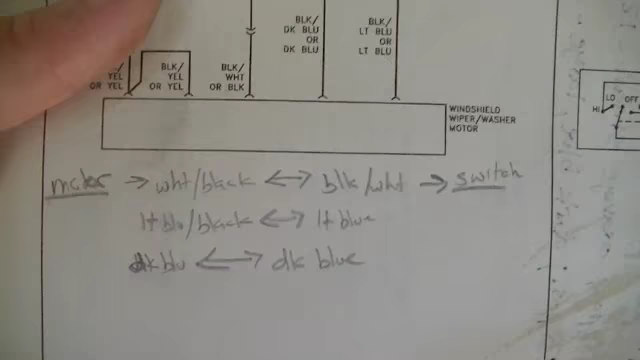 BLK/
DK BLU
OR
DK BLU
BLK/
LT BLU
OR
LT BLU
/
YEL
OR YEL
BLK/
YEL
OR YEL
BLK/
WHT
OR BLK
WINDSHIELD
WIPER/WASHER
MOTOR
LO OFF
HI
motor → wht/black ↔ blk/wht → switch
lt blu/black ↔ lt blue
dk blu ↔ dk blue